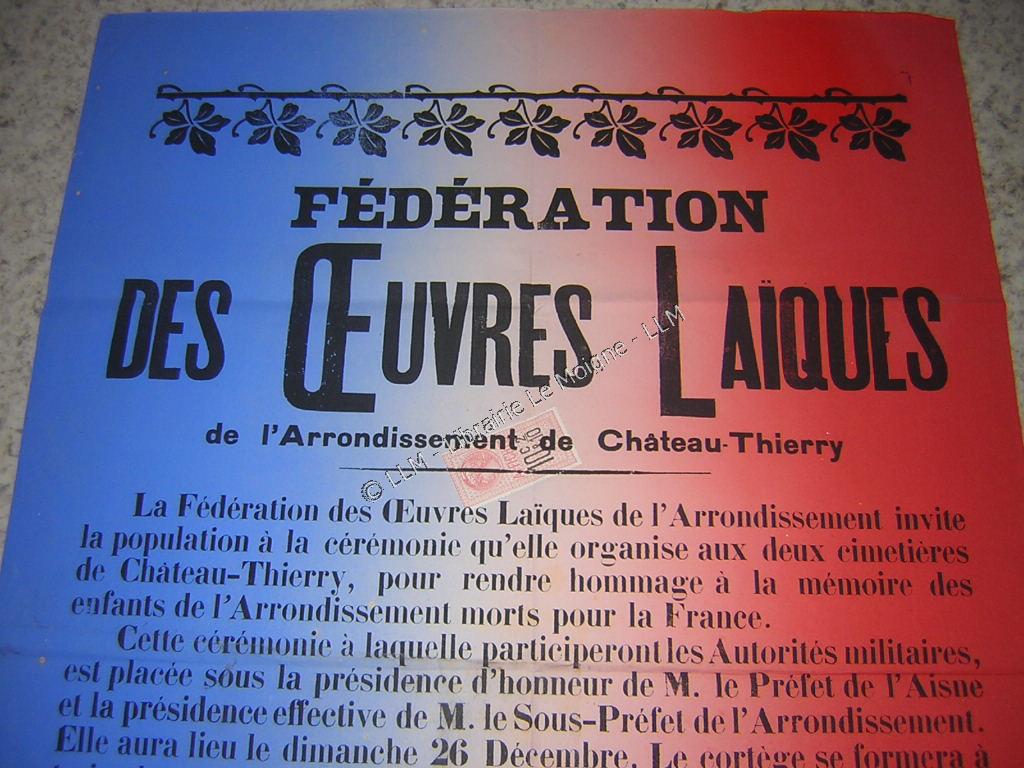 FÉDÉRATION
DES ŒUVRES LAÏQUES
de l'Arrondissement de Château-Thierry
© LLM - Librairie Le Moigne - LLM
La Fédération des Œuvres Laïques de l'Arrondissement invite
la population à la cérémonie qu'elle organise aux deux cimetières
de Château-Thierry, pour rendre hommage à la mémoire des
enfants de l'Arrondissement morts pour la France.
Cette cérémonie à laquelle participeront les Autorités militaires,
est placée sous la présidence d'honneur de M. le Préfet de l'Aisne
et la présidence effective de M. le Sous-Préfet de l'Arrondissement.
Elle aura lieu le dimanche 26 Décembre. Le cortège se formera à